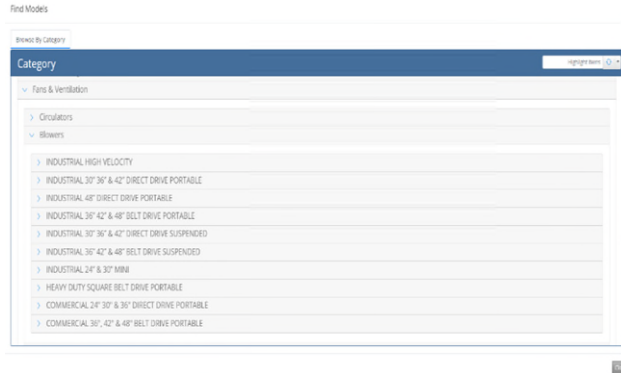 Find Models
Browse By Category
Category
Highlight Based
Fans & Ventilation
Circulators
Blowers
INDUSTRIAL HIGH VELOCITY
INDUSTRIAL 30" 36" & 42" DIRECT DRIVE PORTABLE
INDUSTRIAL 48" DIRECT DRIVE PORTABLE
INDUSTRIAL 36" 42" & 48" BELT DRIVE PORTABLE
INDUSTRIAL 30" 36" & 42" DIRECT DRIVE SUSPENDED
INDUSTRIAL 36" 42" & 48" BELT DRIVE SUSPENDED
INDUSTRIAL 24" & 30" MINI
HEAVY DUTY SQUARE BELT DRIVE PORTABLE
COMMERCIAL 24" 30" & 36" DIRECT DRIVE PORTABLE
COMMERCIAL 36", 42" & 48" BELT DRIVE PORTABLE